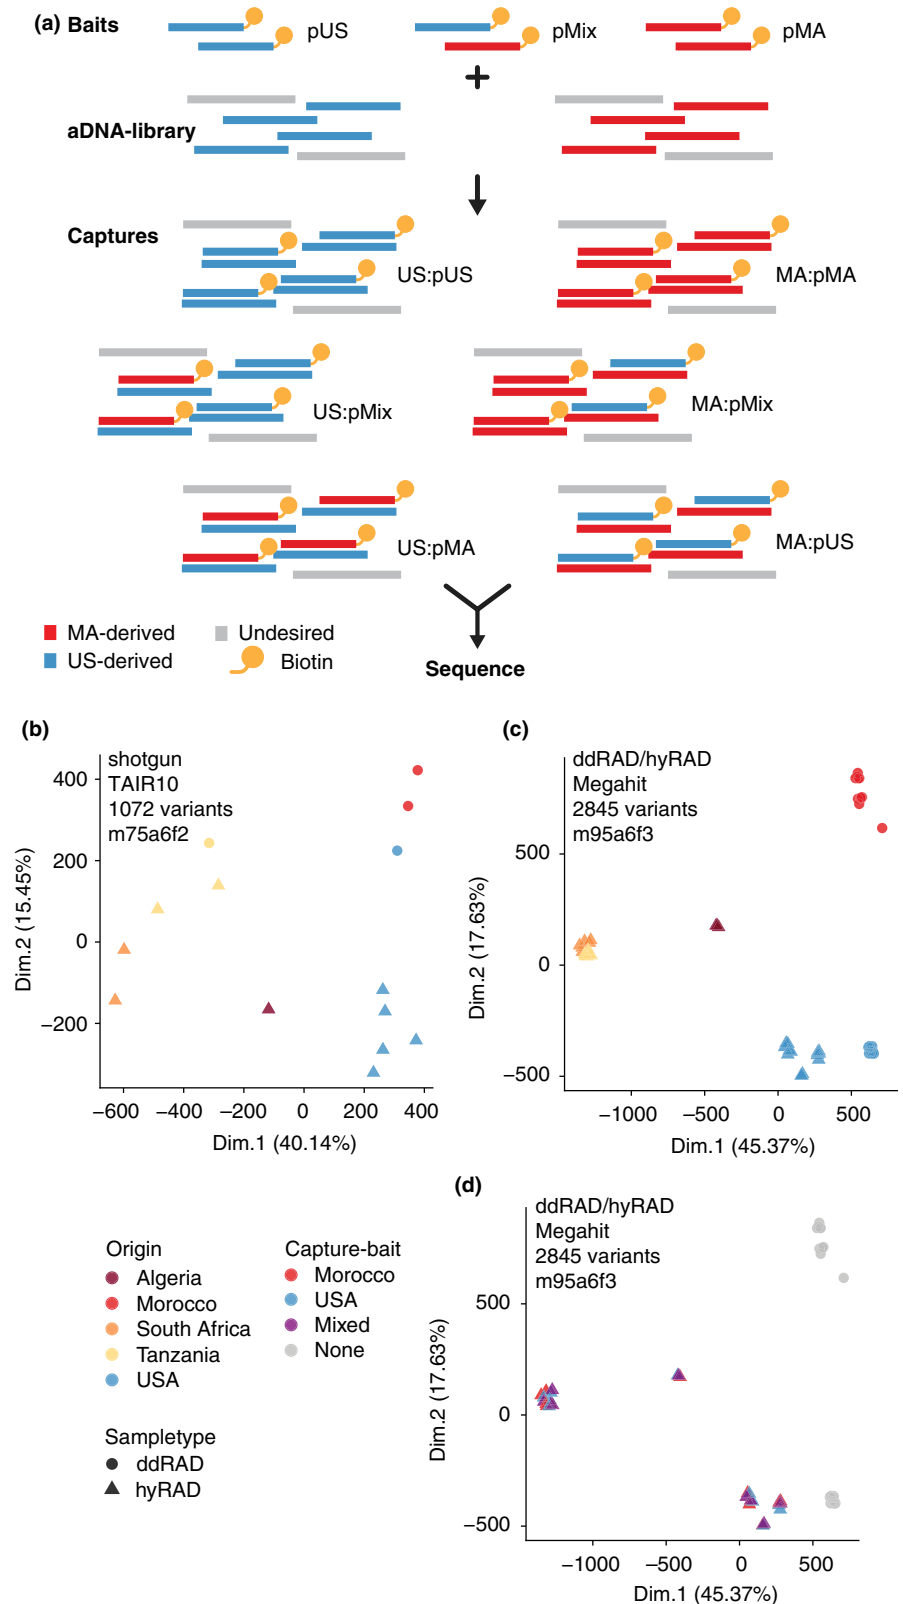 (a) Baits
pUS
pMix
pMA
aDNA-library
Captures
US:pUS
MA:pMA
US:pMix
MA:pMix
US:pMA
MA:pUS
MA-derived
Undesired
US-derived
Biotin
Sequence
(b)
shotgun
TAIR10
1072 variants
m75a6f2
Dim.2 (15.45%)
400
200
0
−200
−600
−400
−200
0
200
400
Dim.1 (40.14%)
(c)
ddRAD/hyRAD
Megahit
2845 variants
m95a6f3
Dim.2 (17.63%)
500
0
−500
−1000
−500
0
500
Dim.1 (45.37%)
(d)
ddRAD/hyRAD
Megahit
2845 variants
m95a6f3
Dim.2 (17.63%)
500
0
−500
−1000
−500
0
500
Dim.1 (45.37%)
Origin
Algeria
Morocco
South Africa
Tanzania
USA
Capture-bait
Morocco
USA
Mixed
None
Sampletype
ddRAD
hyRAD